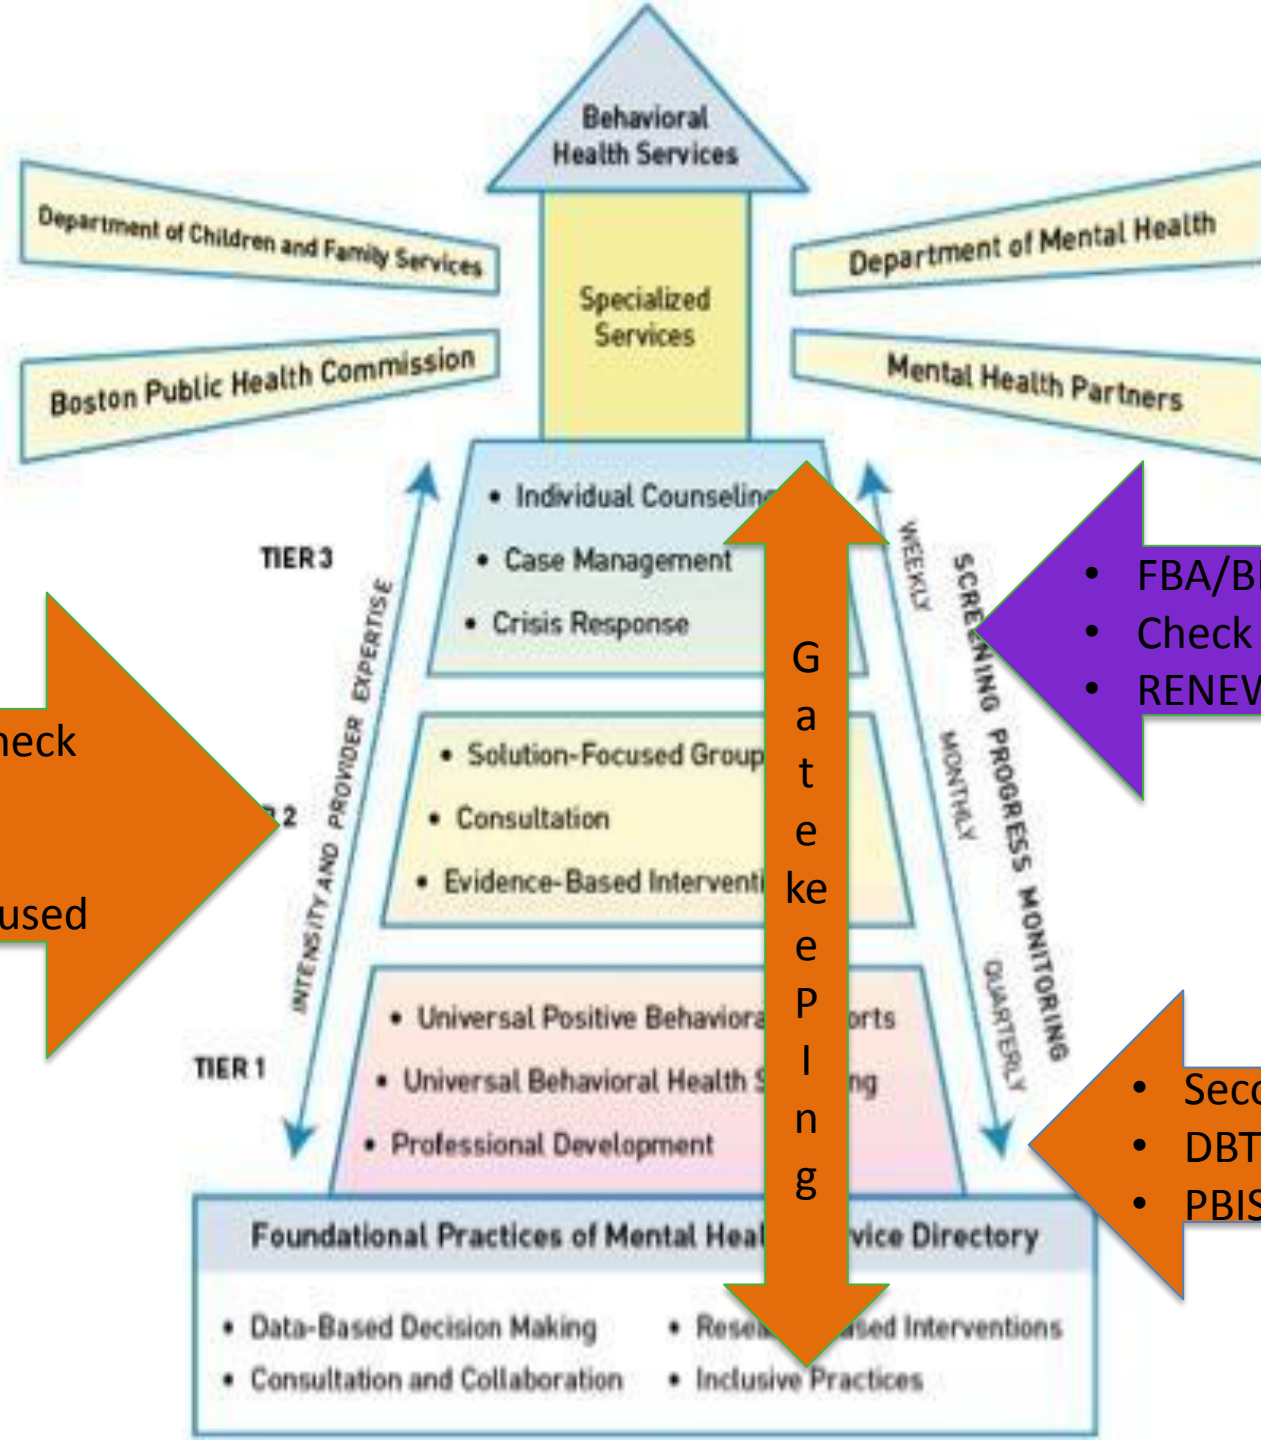 Behavioral
Health Services
Department of Children and Family Services
Department of Mental Health
Specialized
Services
Boston Public Health Commission
Mental Health Partners
TIER 3
• Individual Counseling
• Case Management
• Crisis Response
INTENSITY AND PROVIDER EXPERTISE
WEEKLY
MONTHLY
QUARTERLY
SCREENING PROGRESS MONITORING
• FBA/B
• Check
• RENEW
heck
used
2
• Solution-Focused Group
• Consultation
• Evidence-Based Interventi
G
a
t
e
ke
e
P
I
n
g
TIER 1
• Universal Positive Behaviora orts
• Universal Behavioral Health S ng
• Professional Development
• Seco
• DBT
• PBIS
Foundational Practices of Mental Heal vice Directory
• Data-Based Decision Making
• Consultation and Collaboration
• Resea sed Interventions
• Inclusive Practices